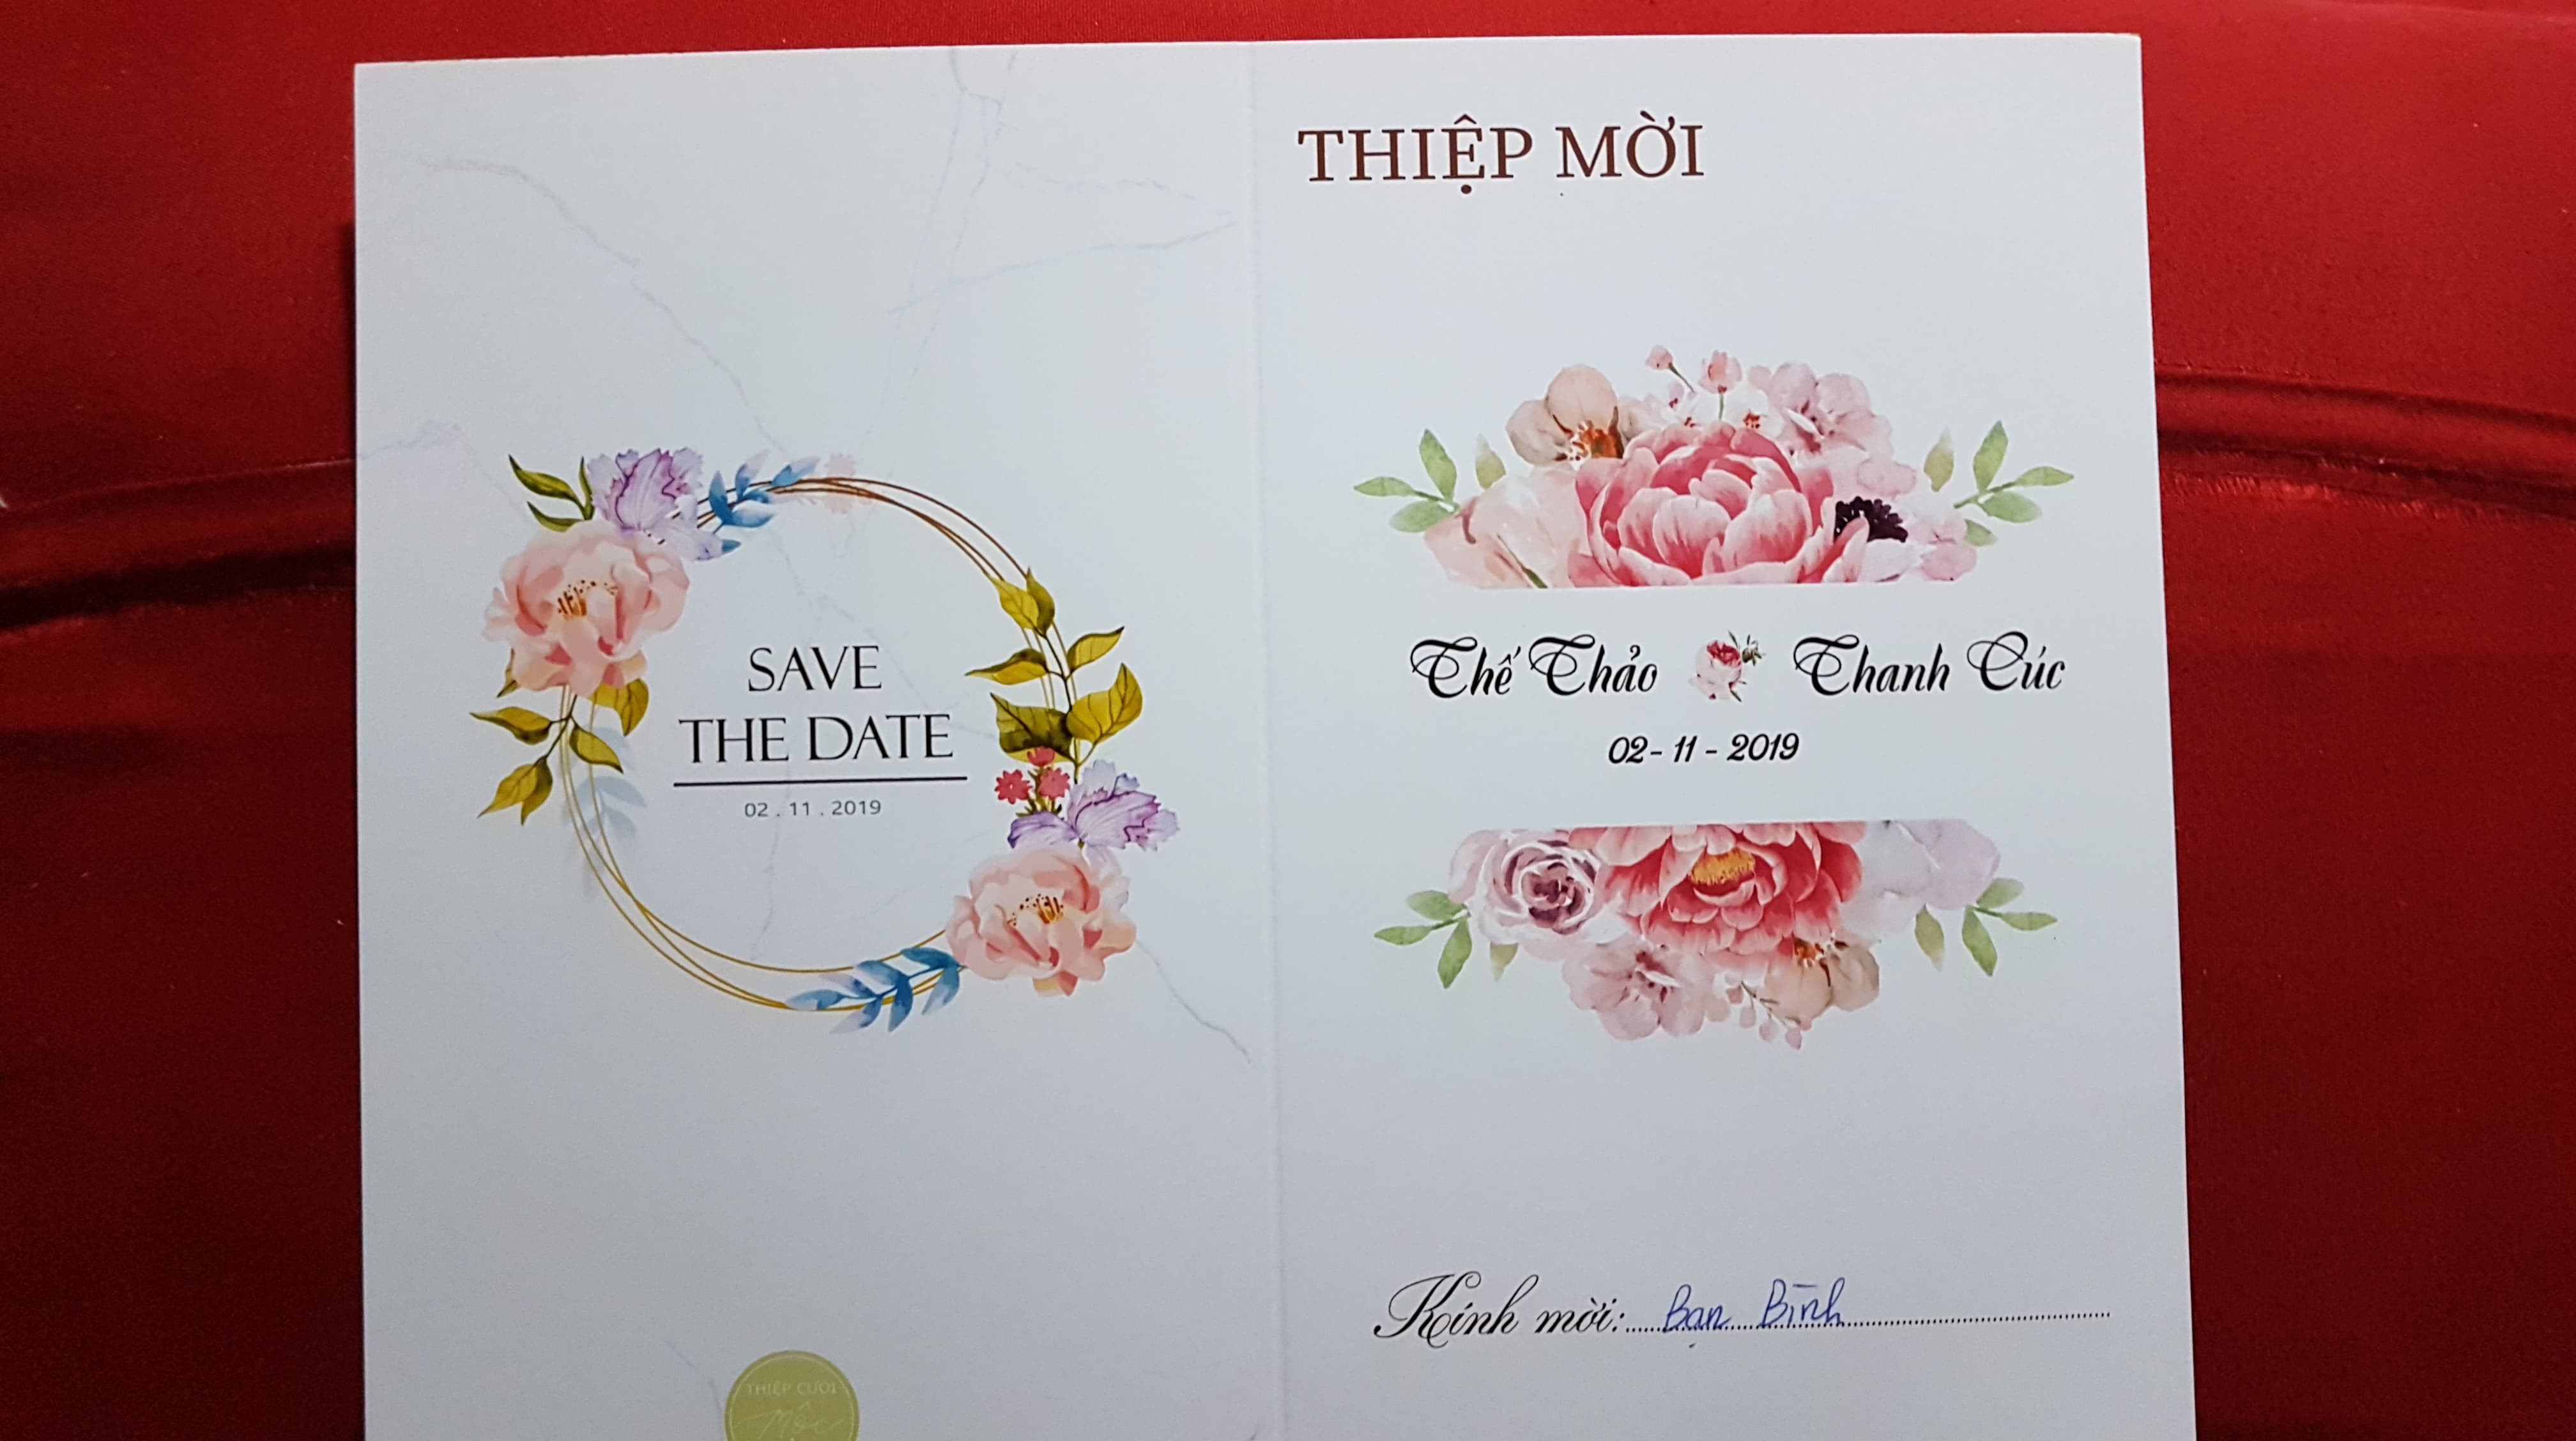 SAVE
THE DATE
02 . 11 . 2019
THIỆP CƯỚI
Mộc
THIỆP MỜI
Thế Thảo Thanh Cúc
02- 11 - 2019
Kính mời: Bạn Bình